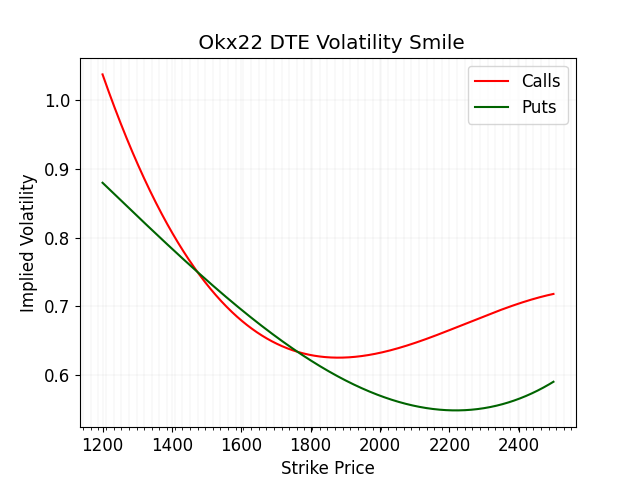 Okx22 DTE Volatility Smile
Calls
Puts
Implied Volatility
1.0
0.9
0.8
0.7
0.6
1200 1400 1600 1800 2000 2200 2400
Strike Price